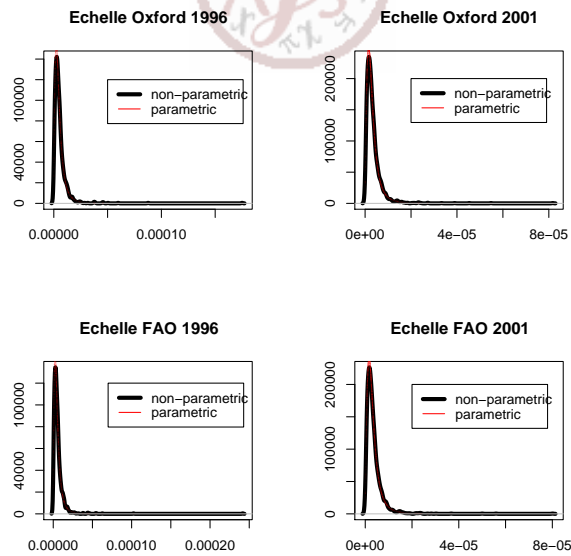 Echelle Oxford 1996
Echelle Oxford 2001
0 40000 100000
non−parametric
parametric
0.00000 0.00010
0 100000 200000
non−parametric
parametric
0e+00 4e−05 8e−05
Echelle FAO 1996
Echelle FAO 2001
0 40000 100000
non−parametric
parametric
0.00000 0.00010 0.00020
0 100000 200000
non−parametric
parametric
0e+00 4e−05 8e−05